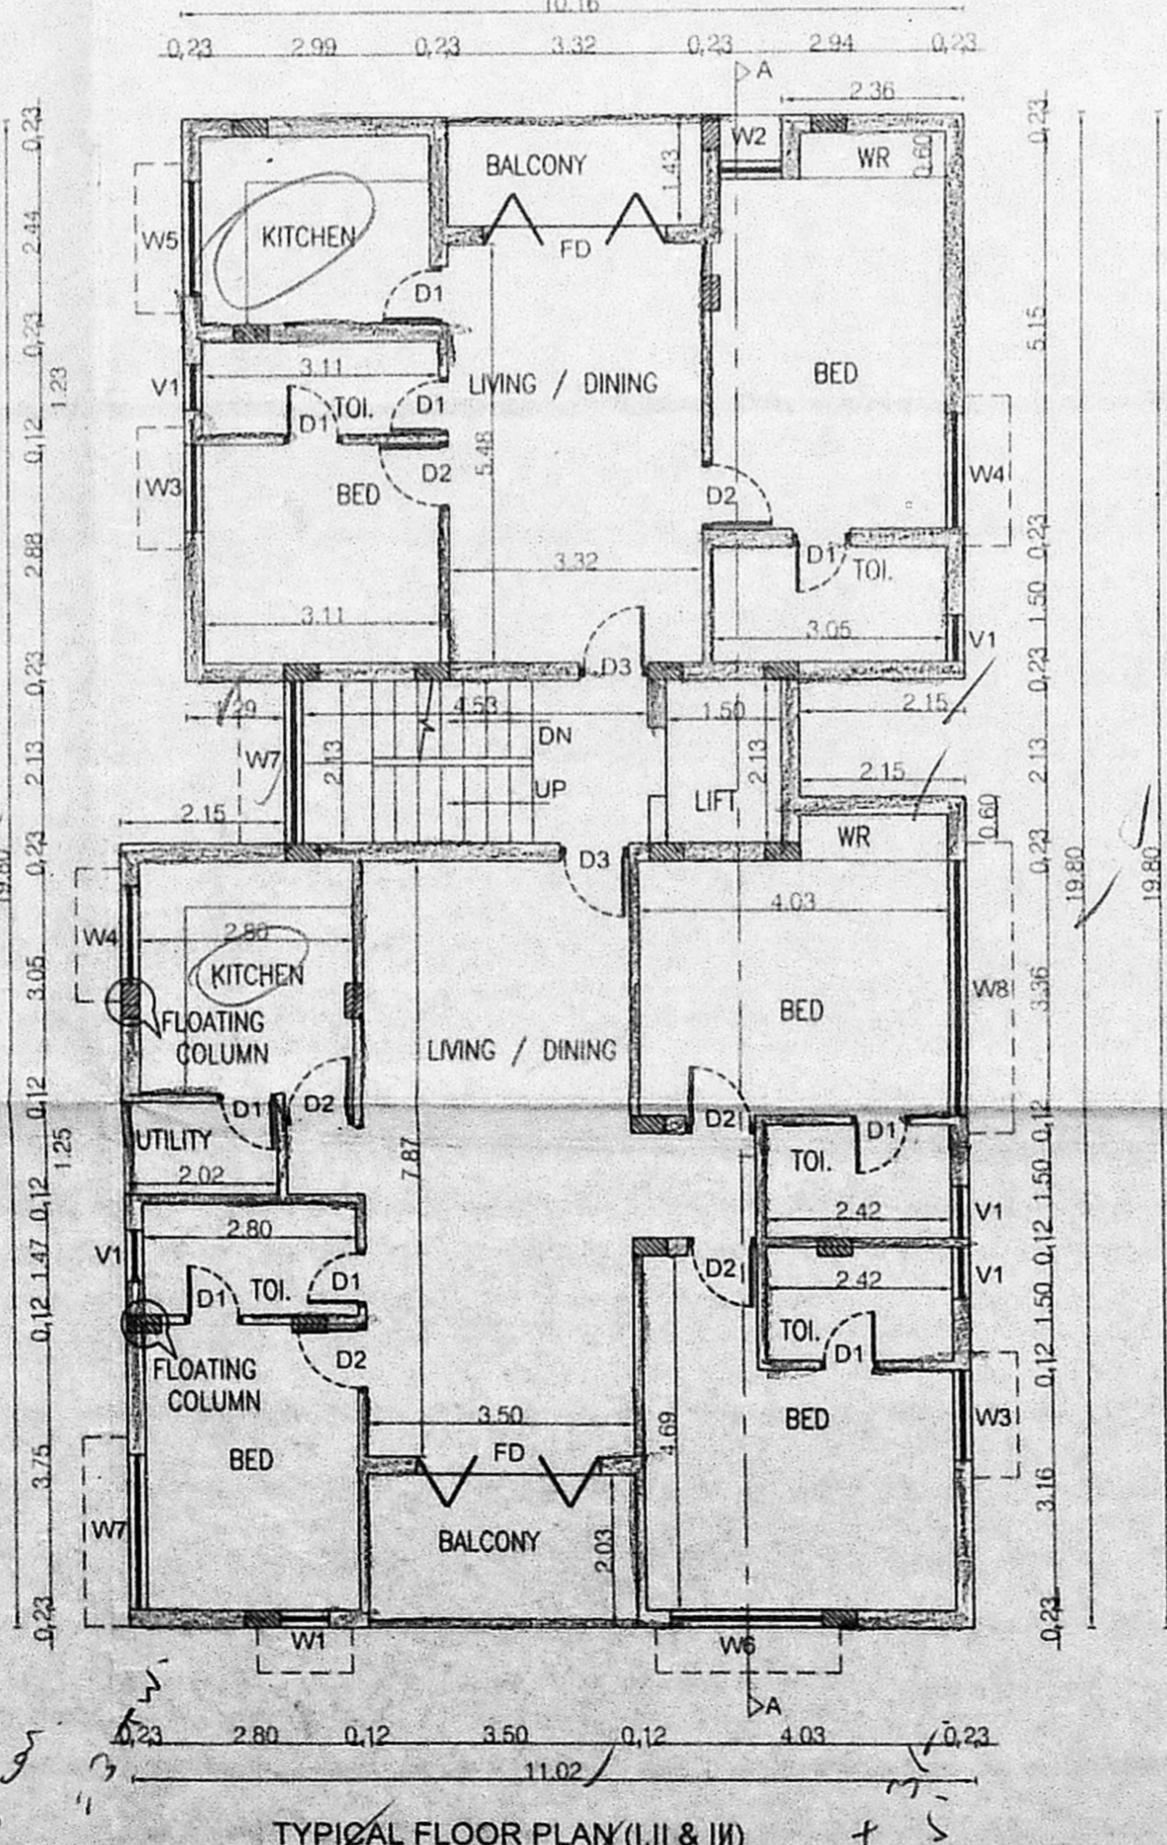 10.16
0,23 2.99 0,23 3.32 0,23 2.94 0,23
A
2.36
0,23 W2 0,23
BALCONY 1.43 WR 0.60
W5 KITCHEN FD
2.44
D1
0,23 5.15
3.11 BED
V1 D1 TOI. D1 LIVING / DINING
1.23
0,12
W3 BED D2 5.48 D2 W4
0,23
2.88 3.32 D1 TOI.
1.50
3.11 3.05 V1
D3
0,23 0,23
1.29 4.53 1.50 2.15
W7 2.13 DN 2.13 2.15
2.13 UP LIFT 2.13
2.15 WR 0.60
0,23 D3 0,23
19.80 19.80 19.80
W4 2.80 4.03
KITCHEN W8
3.05 BED 3.36
FLOATING
COLUMN LIVING / DINING
0,12 D1 D2 D2 D1 0,12
UTILITY 7.87 TOI.
1.25 1.50
2.02
0,12 2.42 V1
2.80 0,12
V1 1.47 D1 TOI. D1 D2 2.42 V1
1.50
0,12 TOI. D1
D2 0,12
FLOATING
COLUMN 3.50 4.69 BED W3
BED FD
3.75 3.16
W7 BALCONY 2.03
0,23 0,23
W1 W6
A
0,23 2.80 0,12 3.50 0,12 4.03 0,23
11.02
TYPICAL FLOOR PLAN (I,II & III)